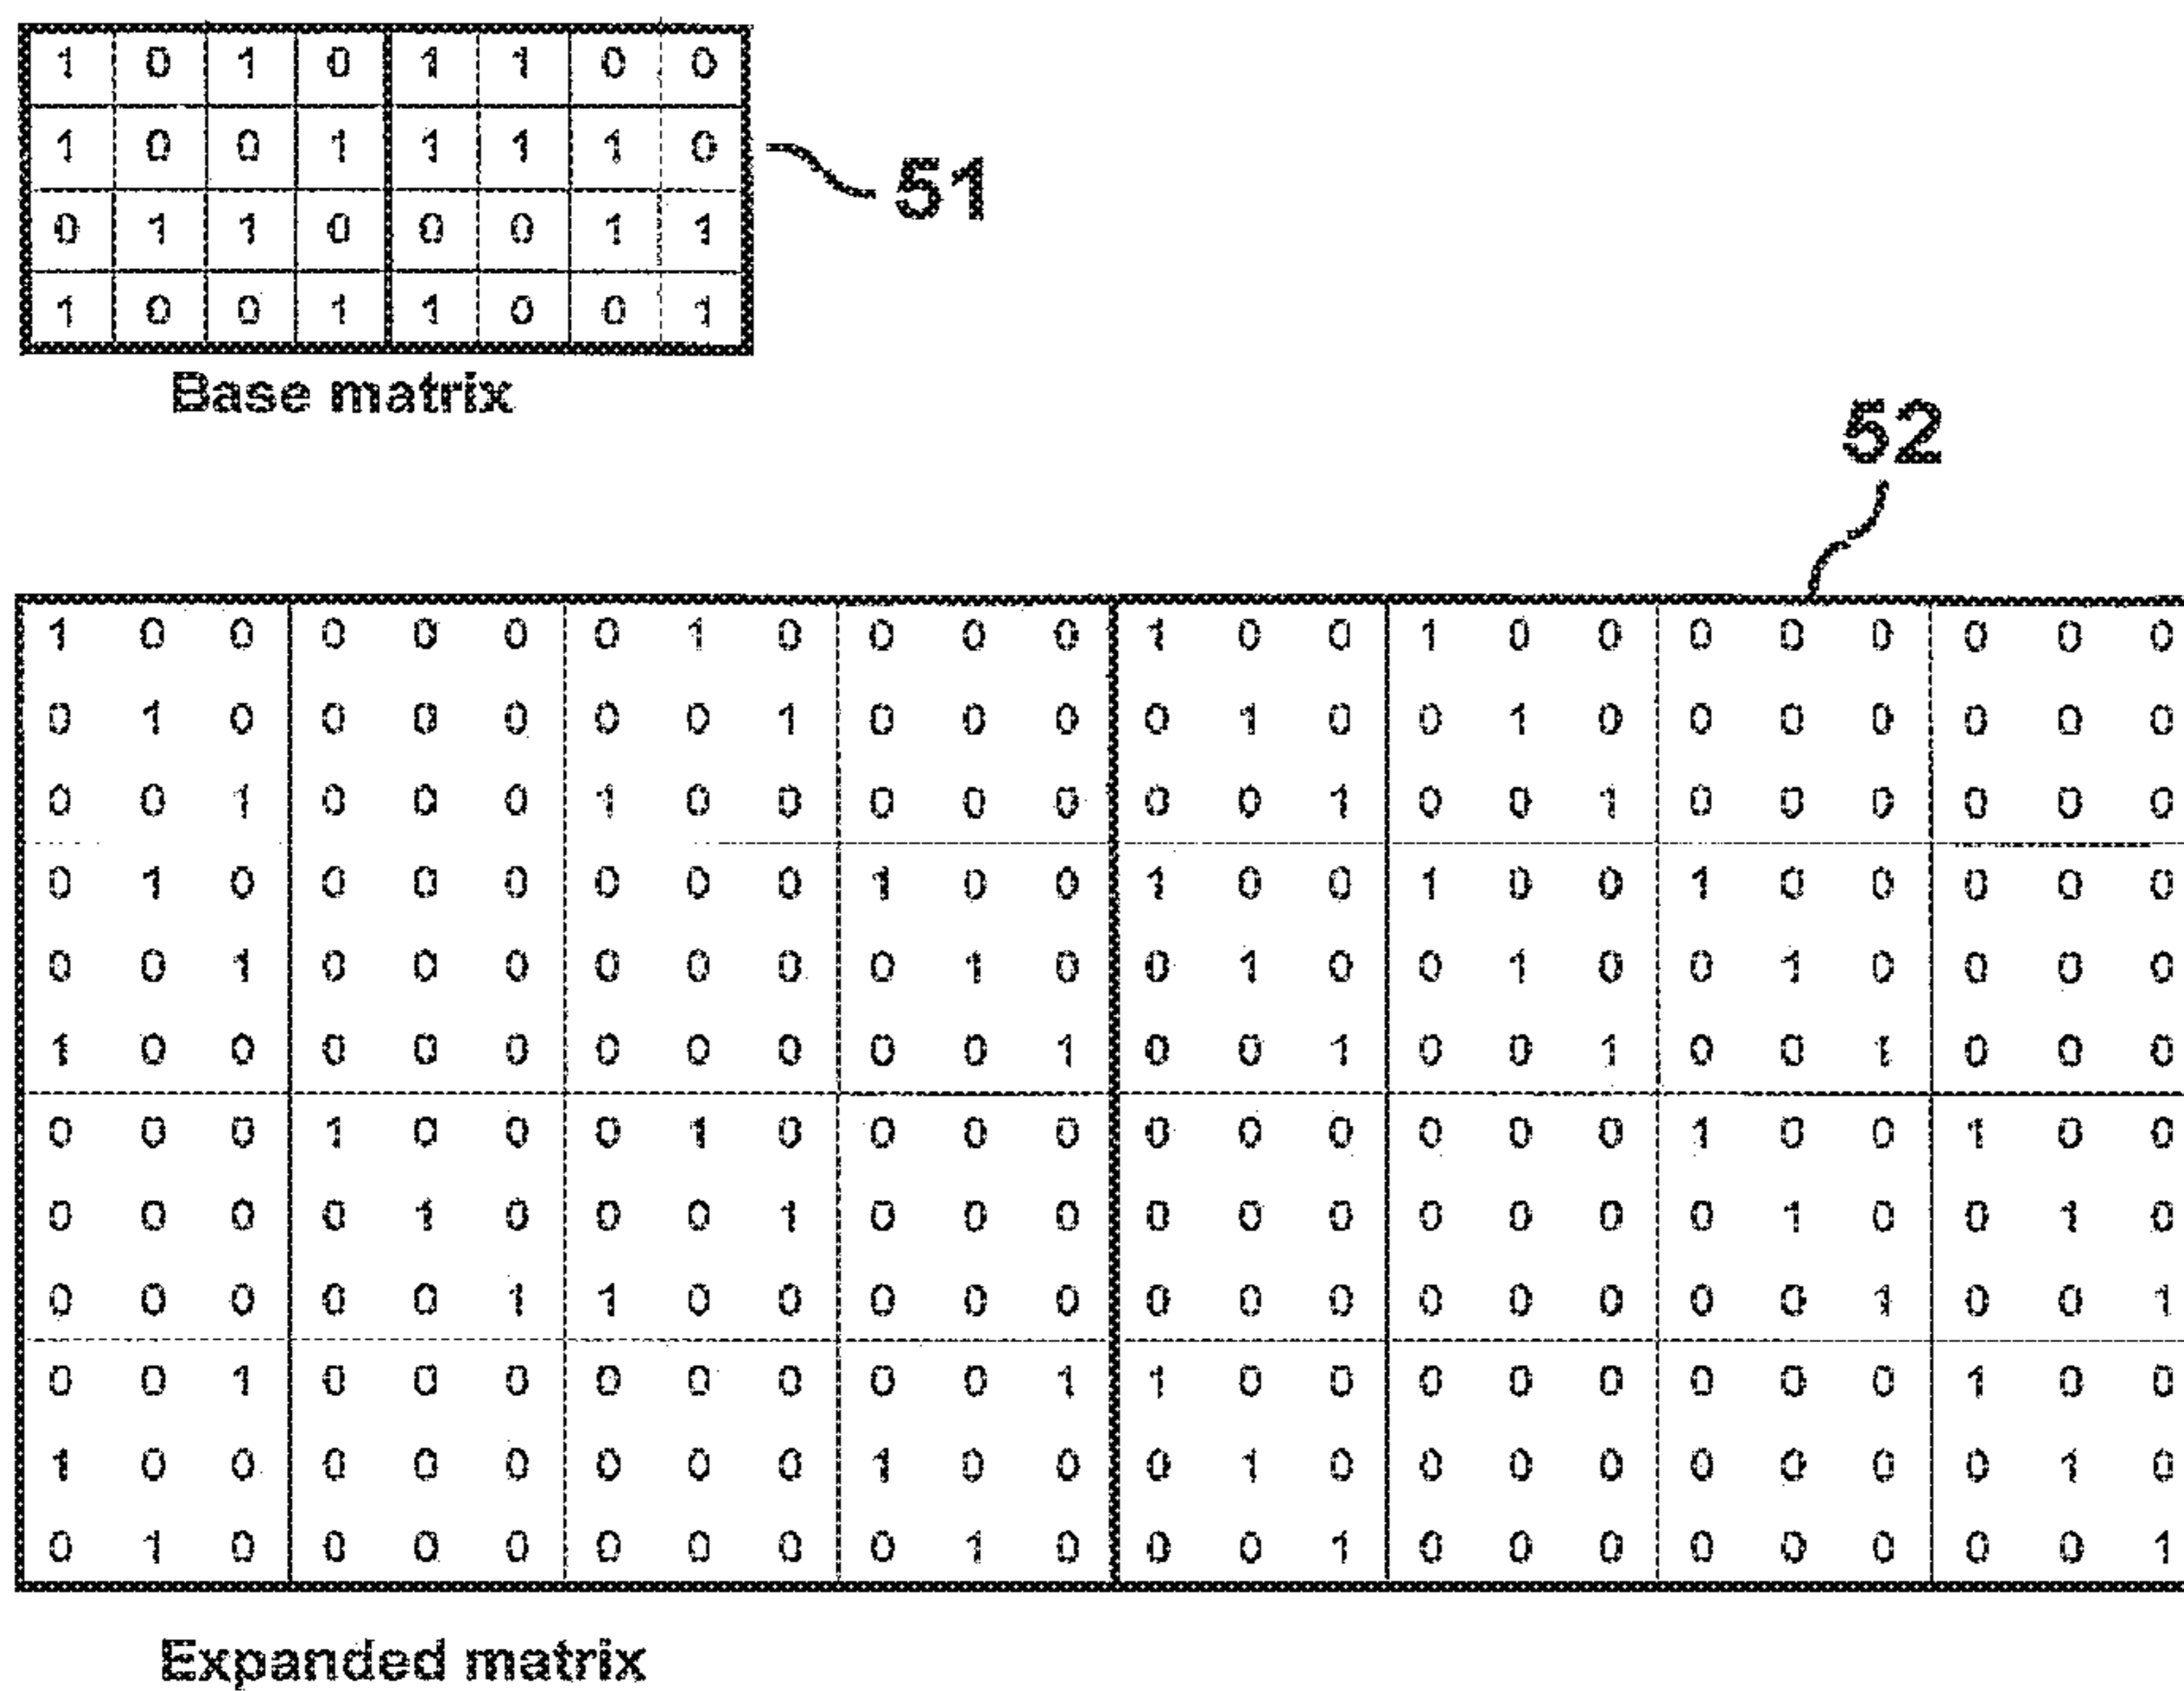 1 0 1 0 1 1 0 0
1 0 0 1 1 1 1 0
51
0 1 1 0 0 0 1 1
1 0 0 1 1 0 0 1
Base matrix
52
1 0 0 0 0 0 0 1 0 0 0 0 1 0 0 1 0 0 0 0 0 0 0 0
0 1 0 0 0 0 0 0 1 0 0 0 0 1 0 0 1 0 0 0 0 0 0 0
0 0 1 0 0 0 1 0 0 0 0 0 0 0 1 0 0 1 0 0 0 0 0 0
0 1 0 0 0 0 0 0 0 1 0 0 1 0 0 1 0 0 1 0 0 0 0 0
0 0 1 0 0 0 0 0 0 0 1 0 0 1 0 0 1 0 0 1 0 0 0 0
1 0 0 0 0 0 0 0 0 0 0 1 0 0 1 0 0 1 0 0 1 0 0 0
0 0 0 1 0 0 0 1 0 0 0 0 0 0 0 0 0 0 1 0 0 1 0 0
0 0 0 0 1 0 0 0 1 0 0 0 0 0 0 0 0 0 0 1 0 0 1 0
0 0 0 0 0 1 1 0 0 0 0 0 0 0 0 0 0 0 0 0 1 0 0 1
0 0 1 0 0 0 0 0 0 0 0 1 1 0 0 0 0 0 0 0 0 1 0 0
1 0 0 0 0 0 0 0 0 1 0 0 0 1 0 0 0 0 0 0 0 0 1 0
0 1 0 0 0 0 0 0 0 0 1 0 0 0 1 0 0 0 0 0 0 0 0 1
Expanded matrix